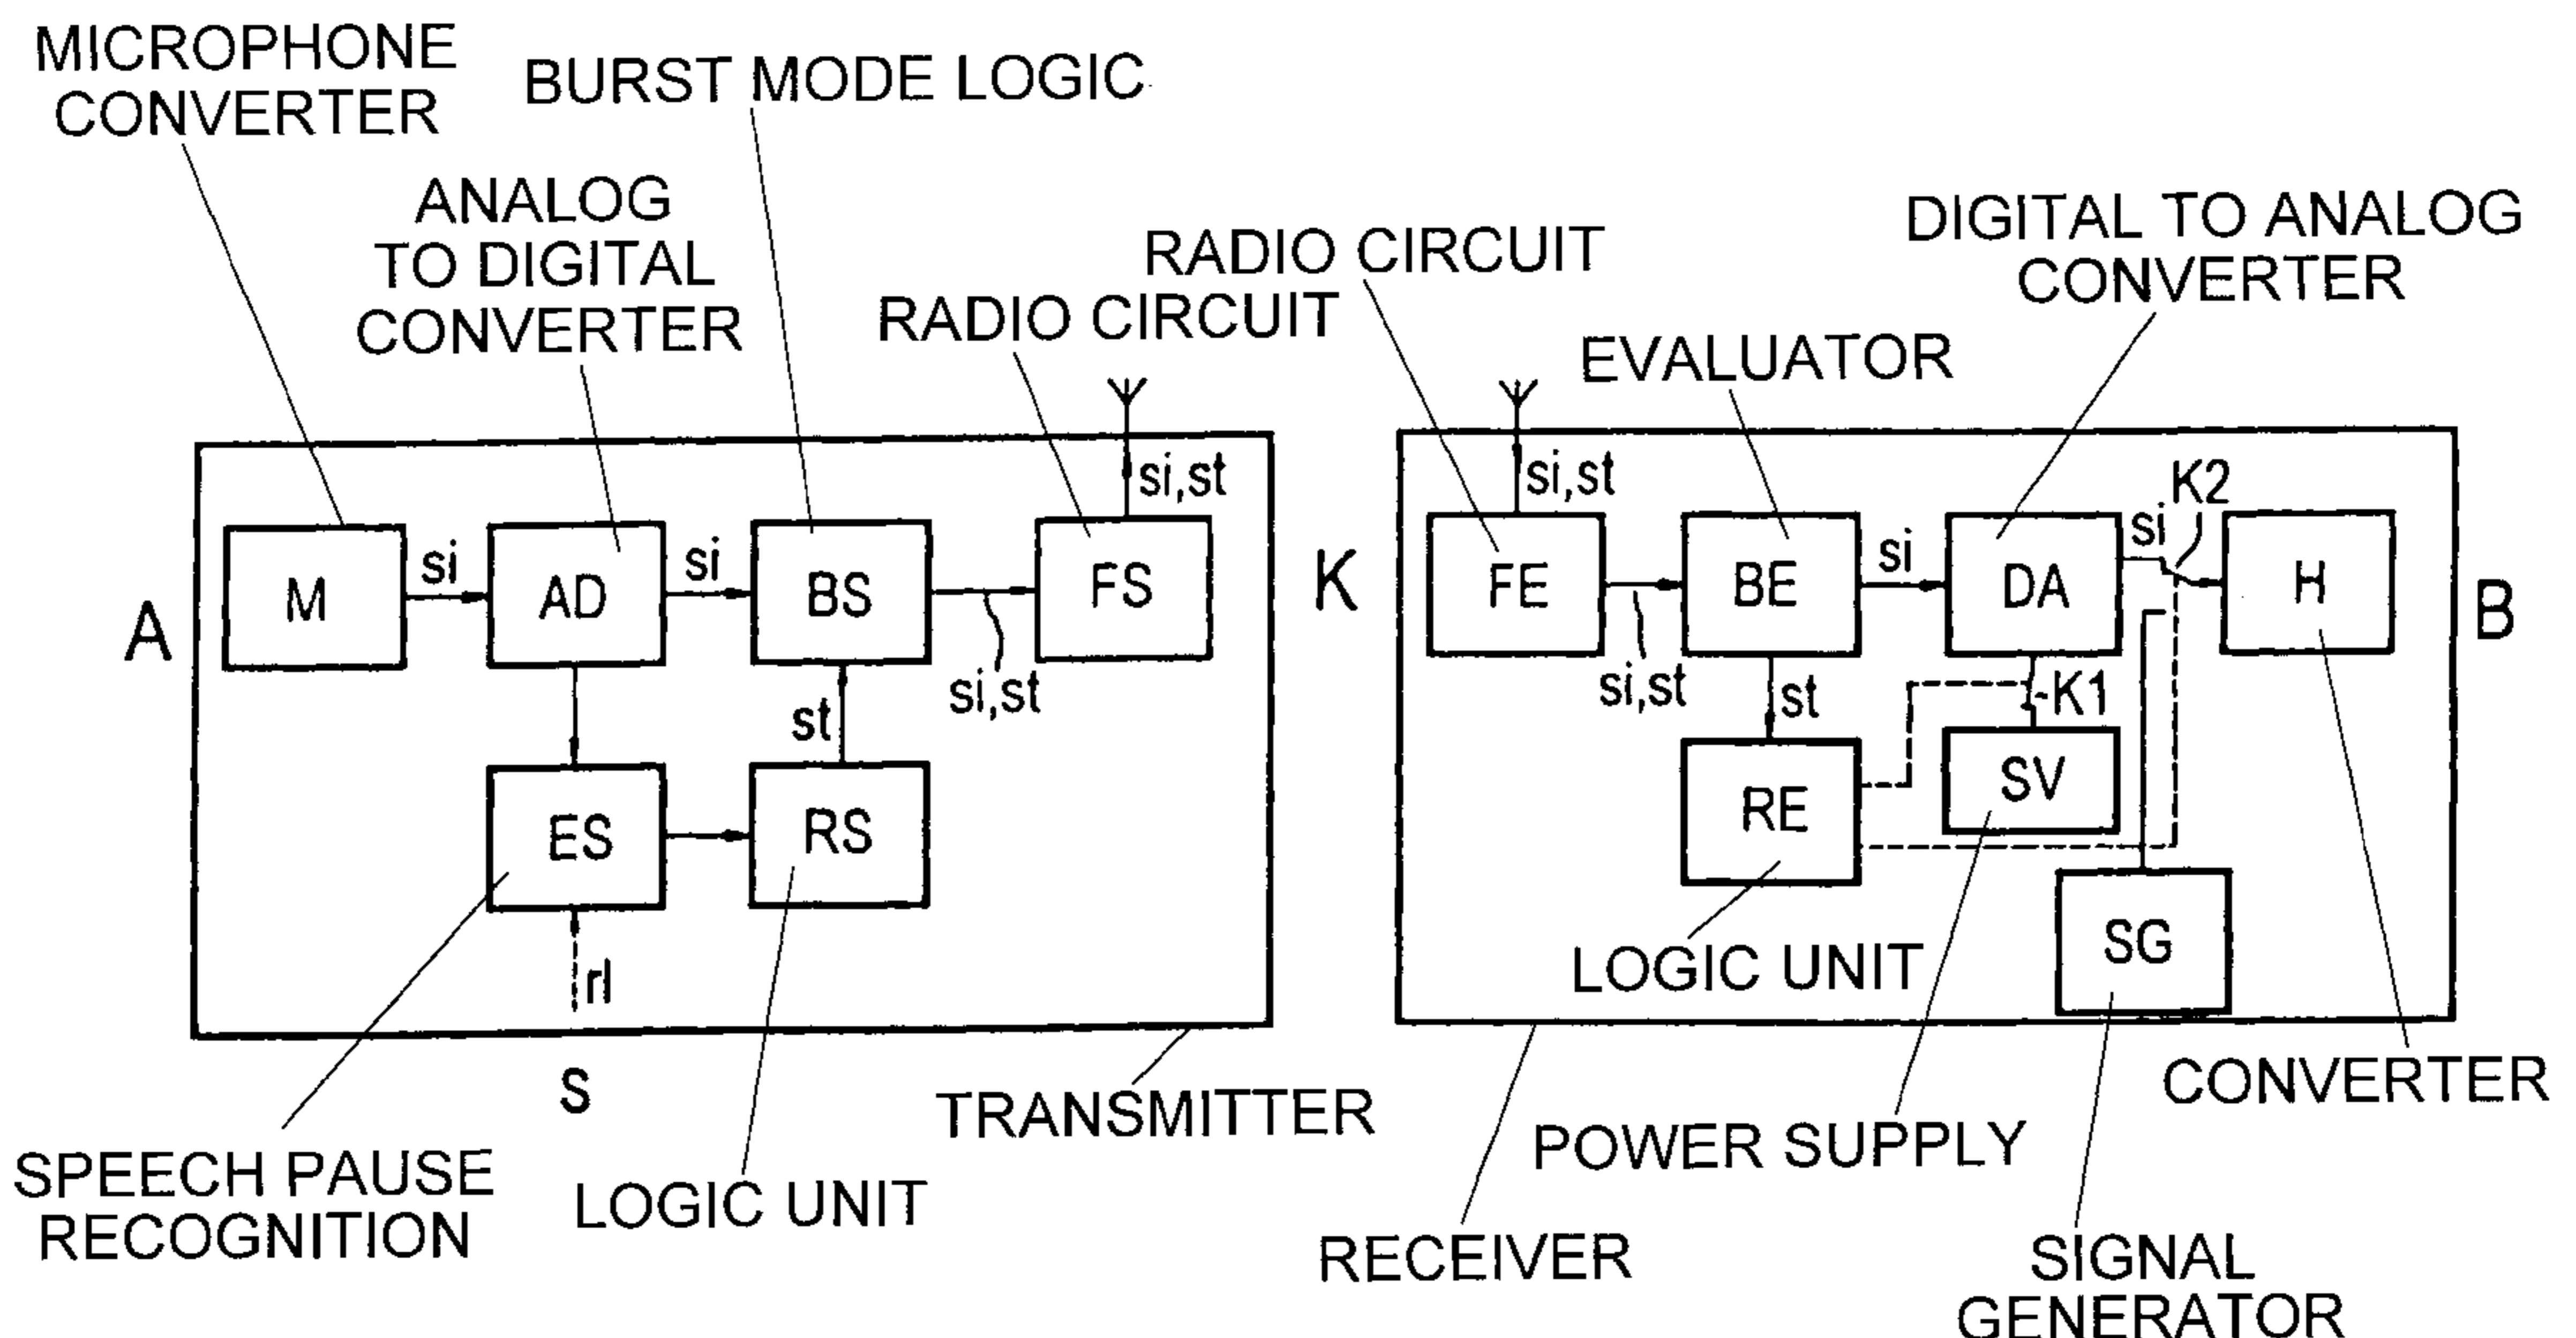 MICROPHONE
CONVERTER
BURST MODE LOGIC
ANALOG
TO DIGITAL
CONVERTER
RADIO CIRCUIT
RADIO CIRCUIT
EVALUATOR
DIGITAL TO ANALOG
CONVERTER
A
M
si
AD
si
BS
si,st
FS
si,st
st
ES
RS
rl
S
K
si,st
FE
si,st
BE
si
DA
si
K2
H
B
st
K1
RE
SV
SG
LOGIC UNIT
CONVERTER
TRANSMITTER
POWER SUPPLY
SPEECH PAUSE
RECOGNITION
LOGIC UNIT
RECEIVER
SIGNAL
GENERATOR